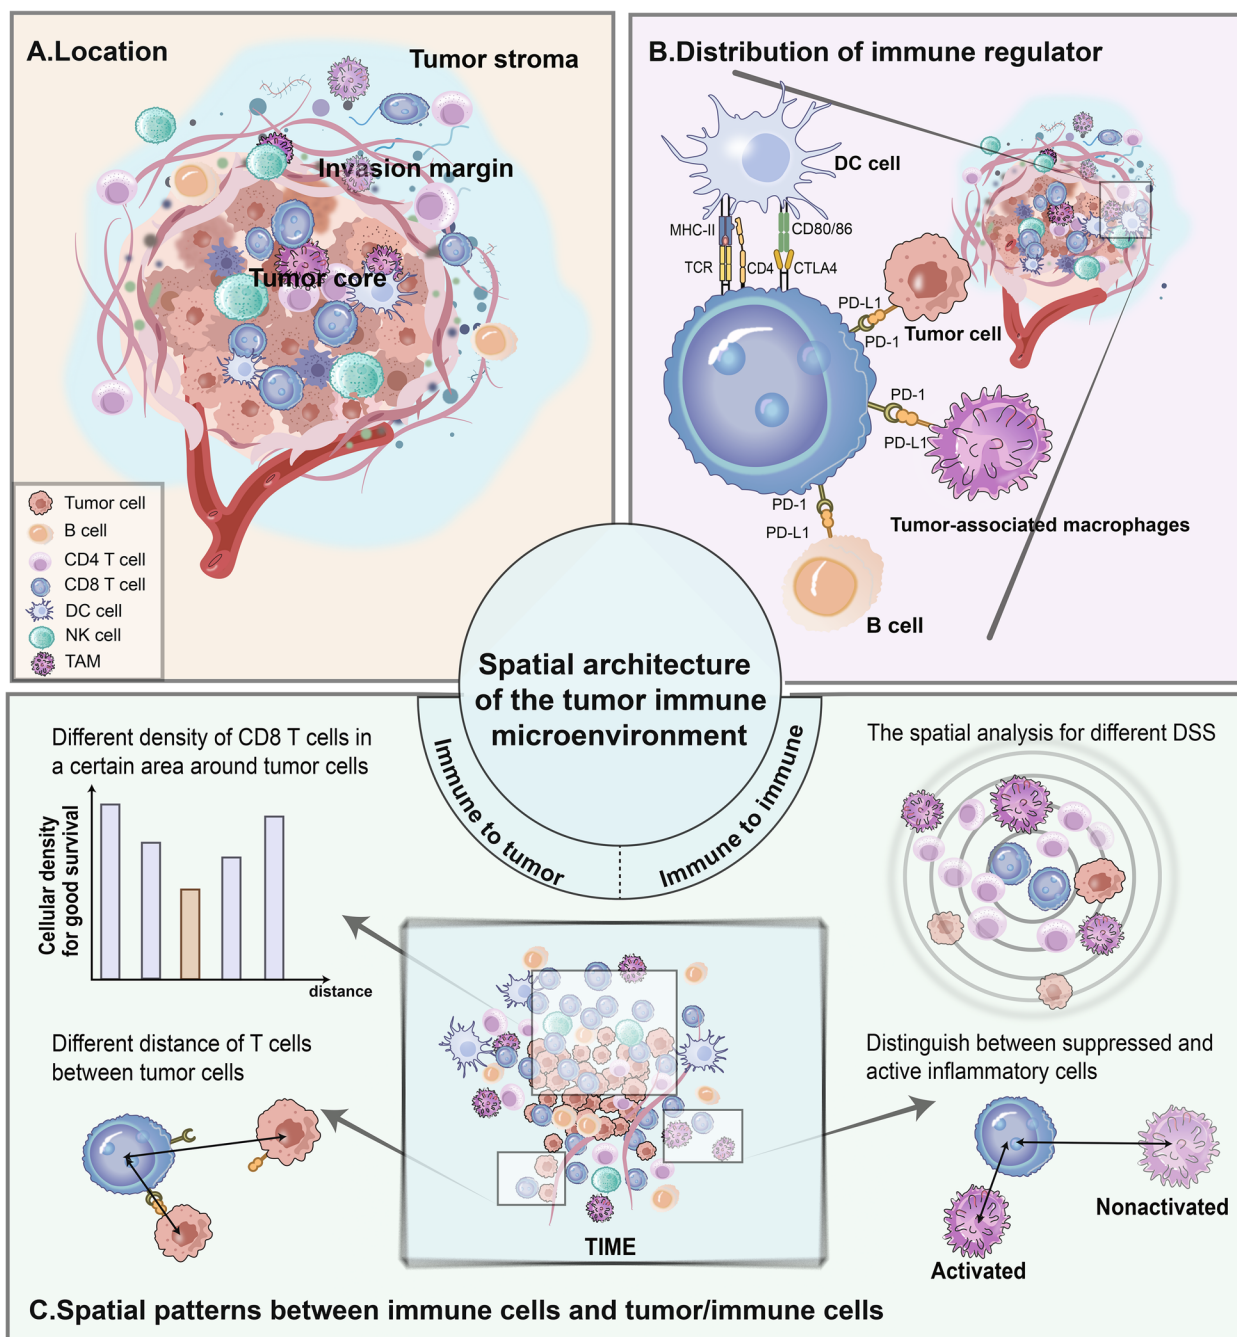 A.Location
Tumor stroma
Invasion margin
Tumor core
Tumor cell
B cell
CD4 T cell
CD8 T cell
DC cell
NK cell
TAM
B.Distribution of immune regulator
DC cell
MHC-II
CD80/86
TCR
CD4
CTLA4
PD-L1
PD-1
Tumor cell
PD-1
PD-L1
Tumor-associated macrophages
PD-1
PD-L1
B cell
Spatial architecture
of the tumor immune
microenvironment
Immune to tumor
Immune to immune
Different density of CD8 T cells in
a certain area around tumor cells
Cellular density
for good survival
distance
Different distance of T cells
between tumor cells
TIME
The spatial analysis for different DSS
Distinguish between suppressed and
active inflammatory cells
Nonactivated
Activated
C.Spatial patterns between immune cells and tumor/immune cells